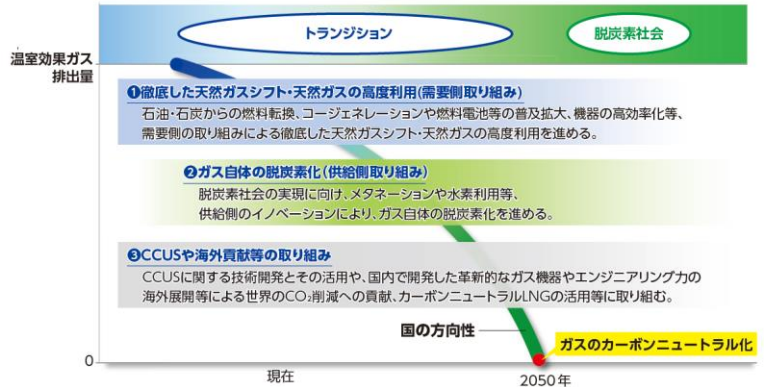 トランジション
脱炭素社会
温室効果ガス
排出量
❶徹底した天然ガスシフト・天然ガスの高度利用(需要側取り組み)
石油・石炭からの燃料転換、コージェネレーションや燃料電池等の普及拡大、機器の高効率化等、
需要側の取り組みによる徹底した天然ガスシフト・天然ガスの高度利用を進める。
❷ガス自体の脱炭素化(供給側取り組み)
脱炭素社会の実現に向け、メタネーションや水素利用等、
供給側のイノベーションにより、ガス自体の脱炭素化を進める。
❸CCUSや海外貢献等の取り組み
CCUSに関する技術開発とその活用や、国内で開発した革新的なガス機器やエンジニアリング力の
海外展開等による世界のCO₂削減への貢献、カーボンニュートラルLNGの活用等に取り組む。
国の方向性
ガスのカーボンニュートラル化
0
現在
2050年